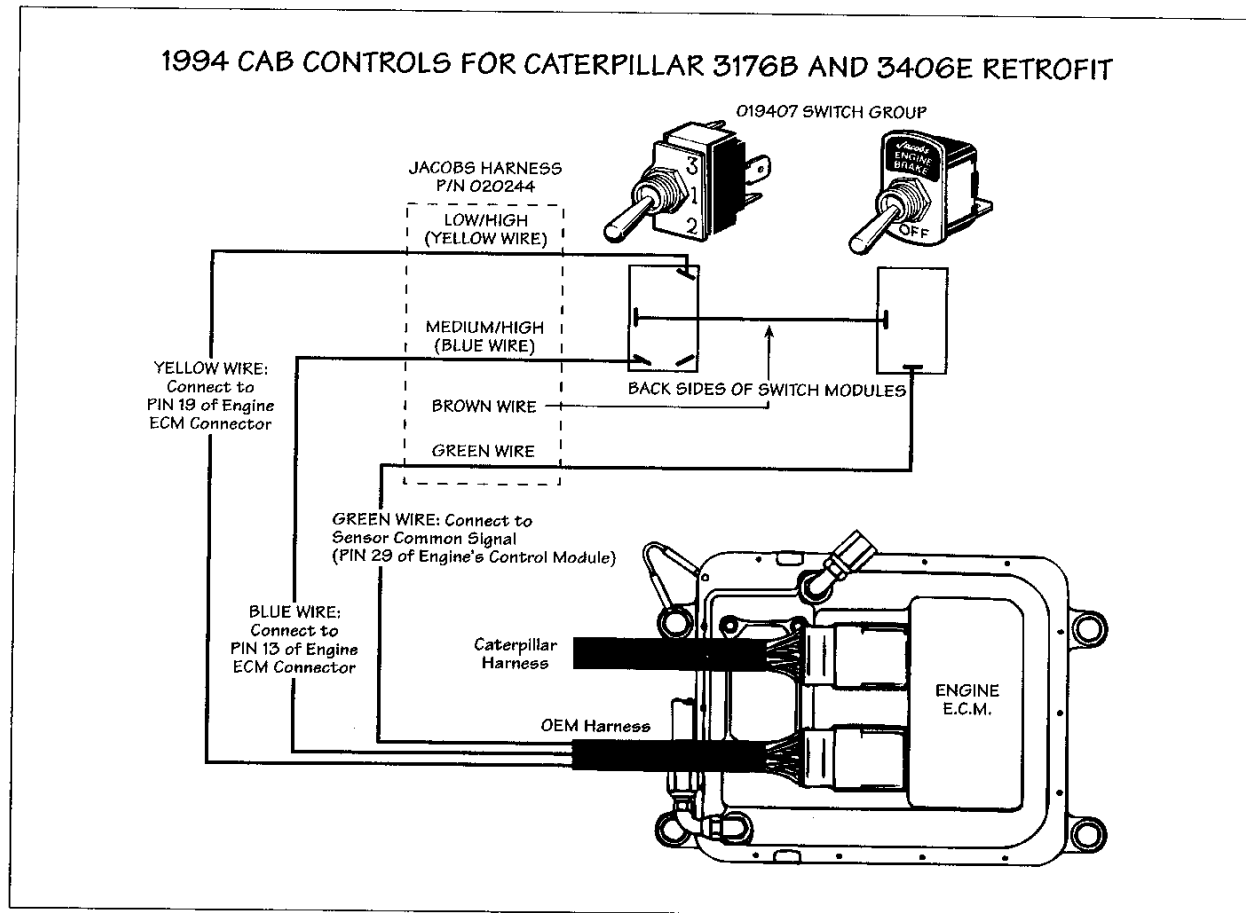 1994 CAB CONTROLS FOR CATERPILLAR 3176B AND 3406E RETROFIT
019407 SWITCH GROUP
JACOBS HARNESS
P/N 020244
3
1
2
Jacobs
ENGINE
BRAKE
OFF
LOW/HIGH
(YELLOW WIRE)
MEDIUM/HIGH
(BLUE WIRE)
BACK SIDES OF SWITCH MODULES
BROWN WIRE
GREEN WIRE
YELLOW WIRE:
Connect to
PIN 19 of Engine
ECM Connector
GREEN WIRE: Connect to
Sensor Common Signal
(PIN 29 of Engine's Control Module)
BLUE WIRE:
Connect to
PIN 13 of Engine
ECM Connector
Caterpillar
Harness
OEM Harness
ENGINE
E.C.M.